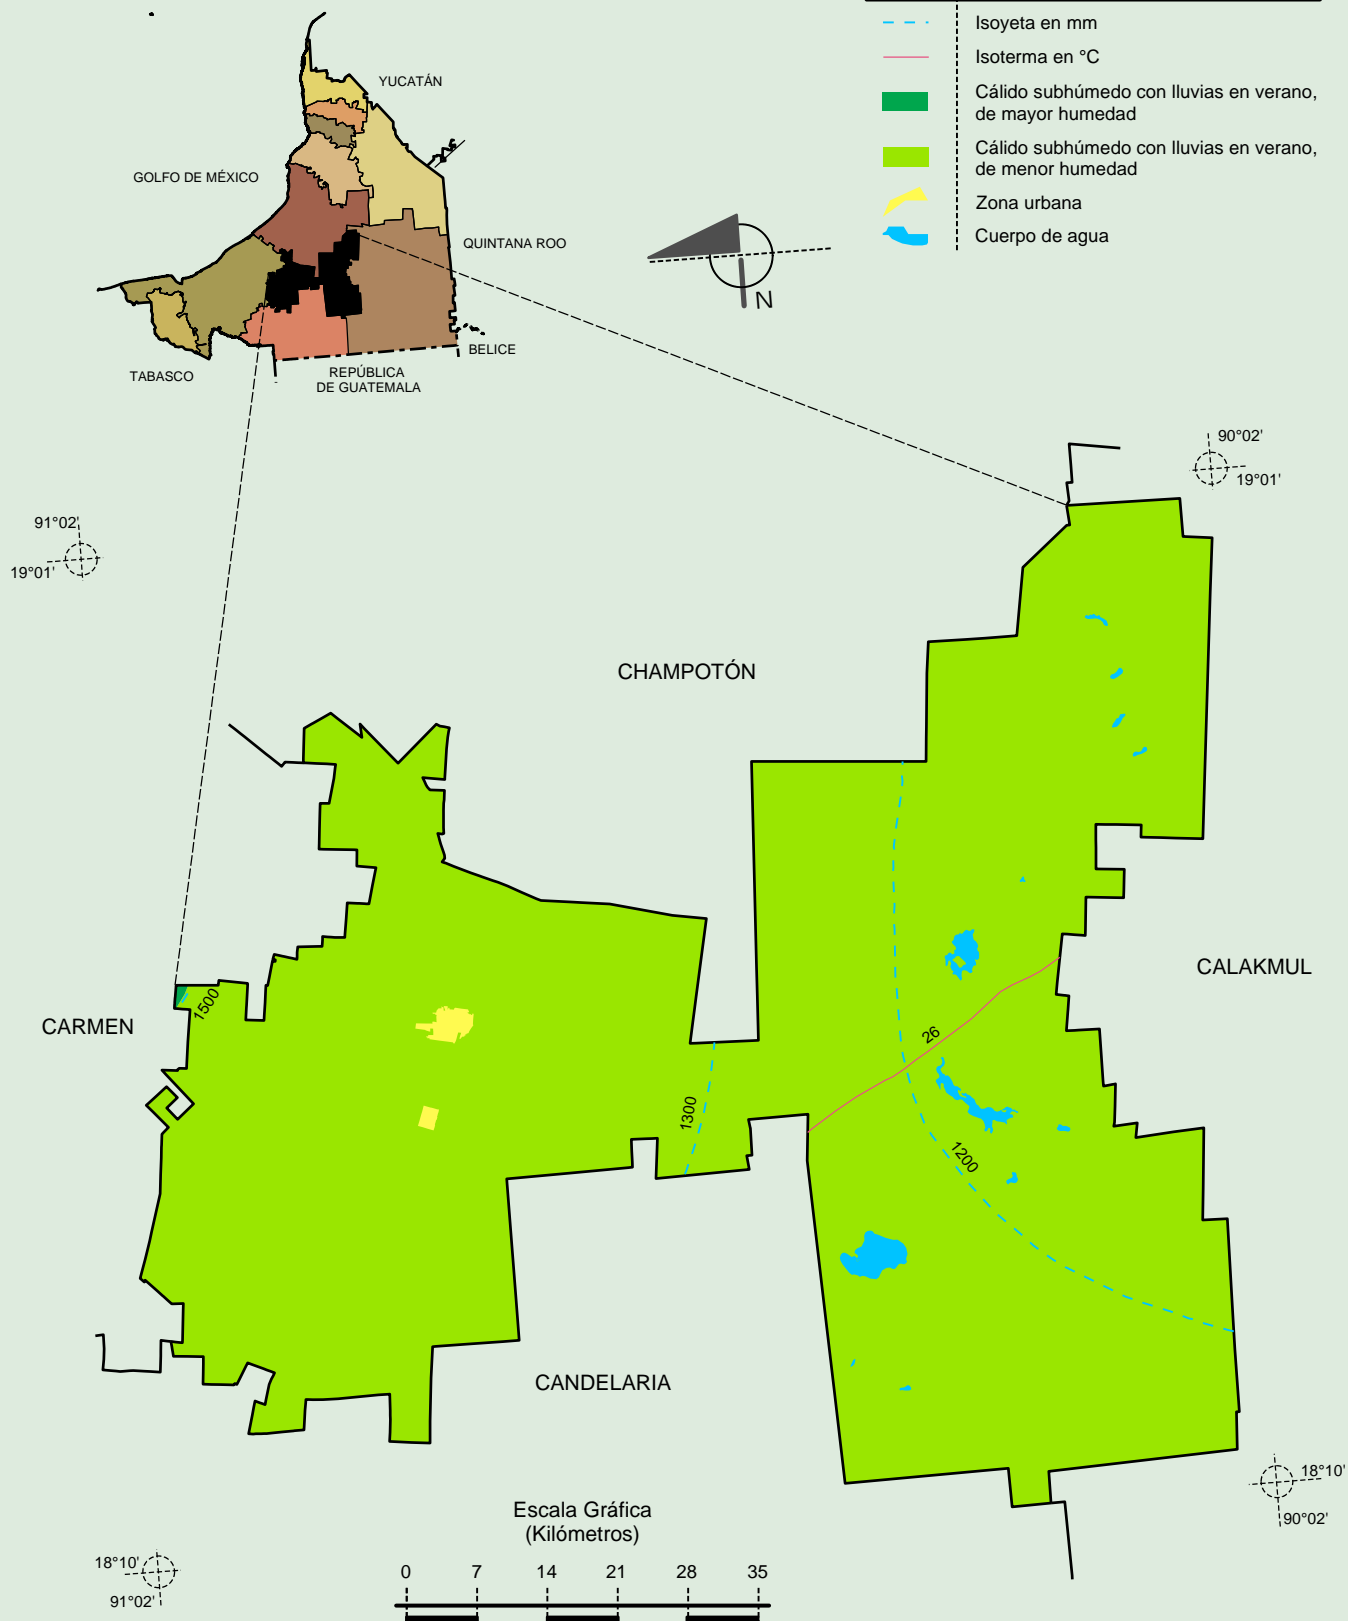 Isoyeta en mm
Isoterma en °C
Cálido subhúmedo con lluvias en verano,
de mayor humedad
Cálido subhúmedo con lluvias en verano,
de menor humedad
Zona urbana
Cuerpo de agua
YUCATÁN
GOLFO DE MÉXICO
QUINTANA ROO
BELICE
TABASCO
REPÚBLICA
DE GUATEMALA
N
90°02'
19°01'
91°02'
19°01'
CHAMPOTÓN
CALAKMUL
CARMEN
1500
26
1300
1200
CANDELARIA
18°10'
90°02'
Escala Gráfica
(Kilómetros)
18°10'
91°02'
0 7 14 21 28 35